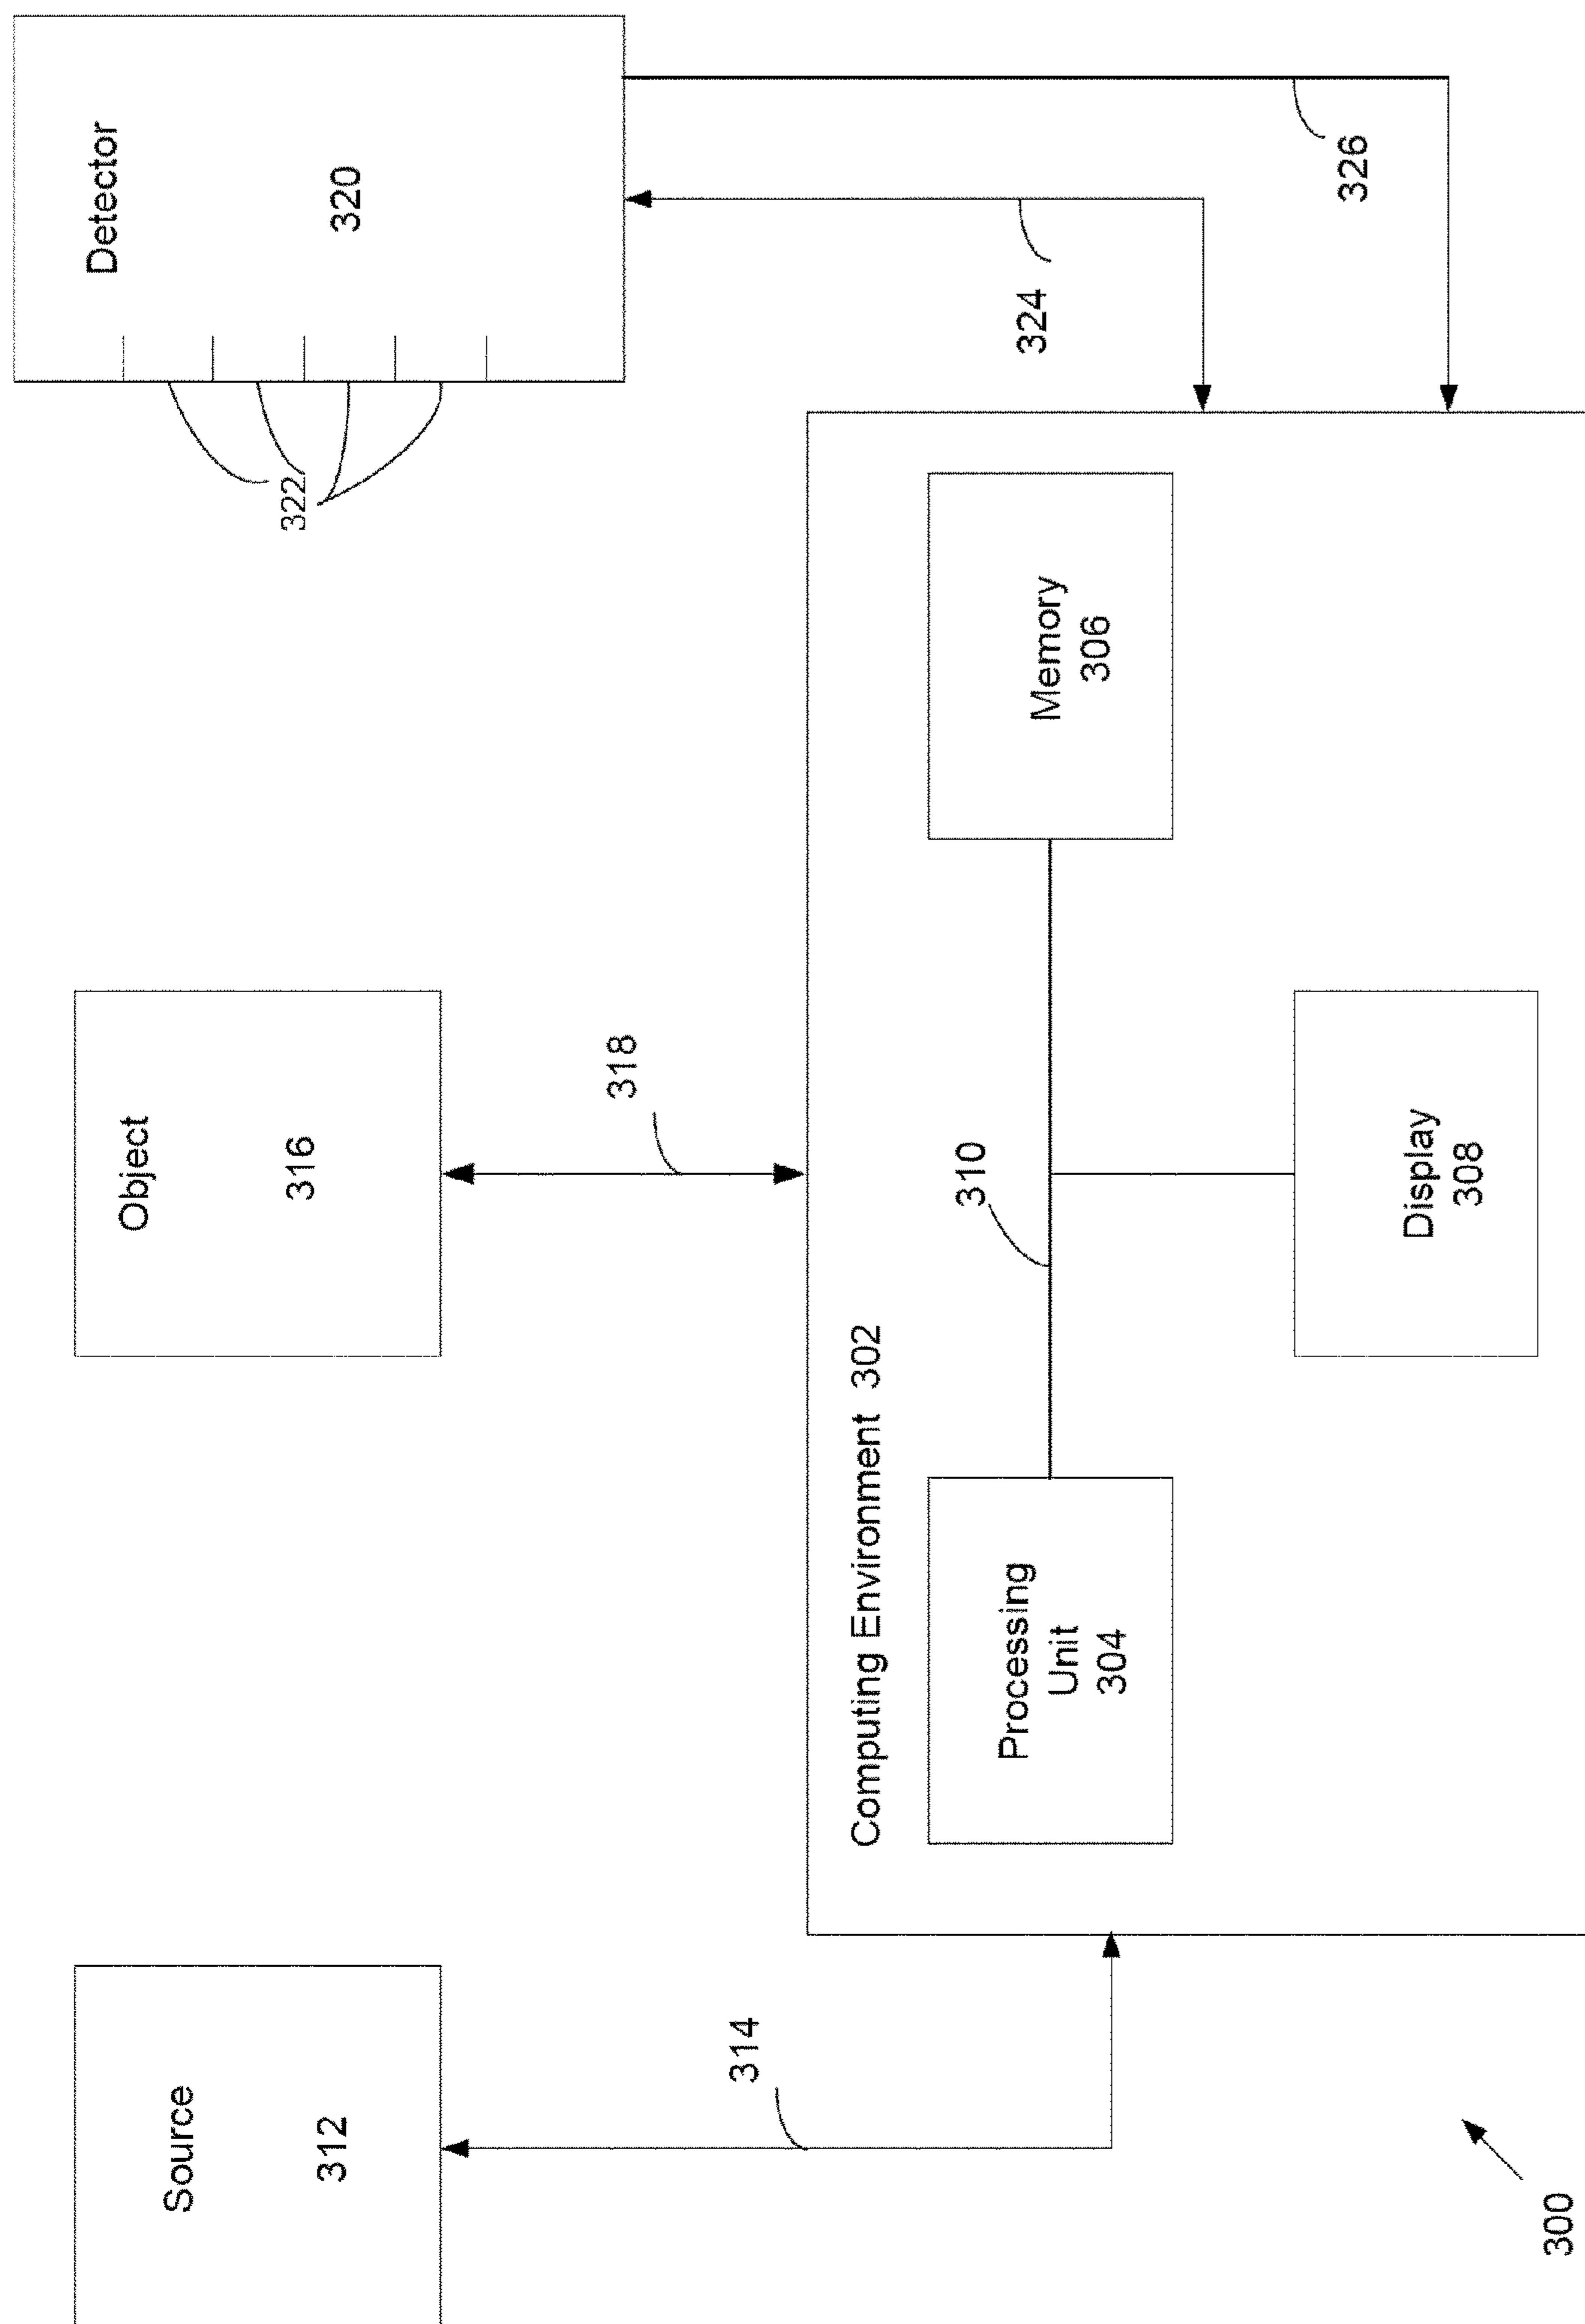 Source
312
Object
316
Detector
320
322
314
318
324
326
Computing Environment 302
310
Processing
Unit
304
Memory
306
Display
308
300